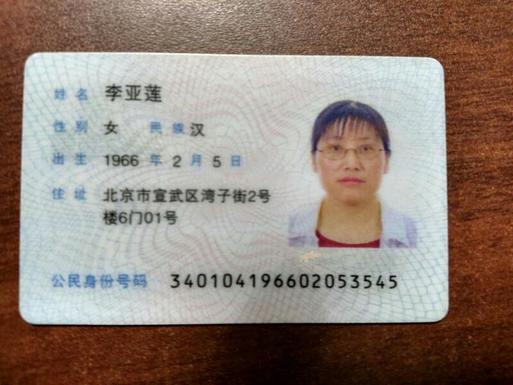 姓名 李亚莲
性别 女 民族 汉
出生 1966 年 2 月 5 日
住址 北京市宣武区湾子街2号
楼6门01号
公民身份号码 340104196602053545